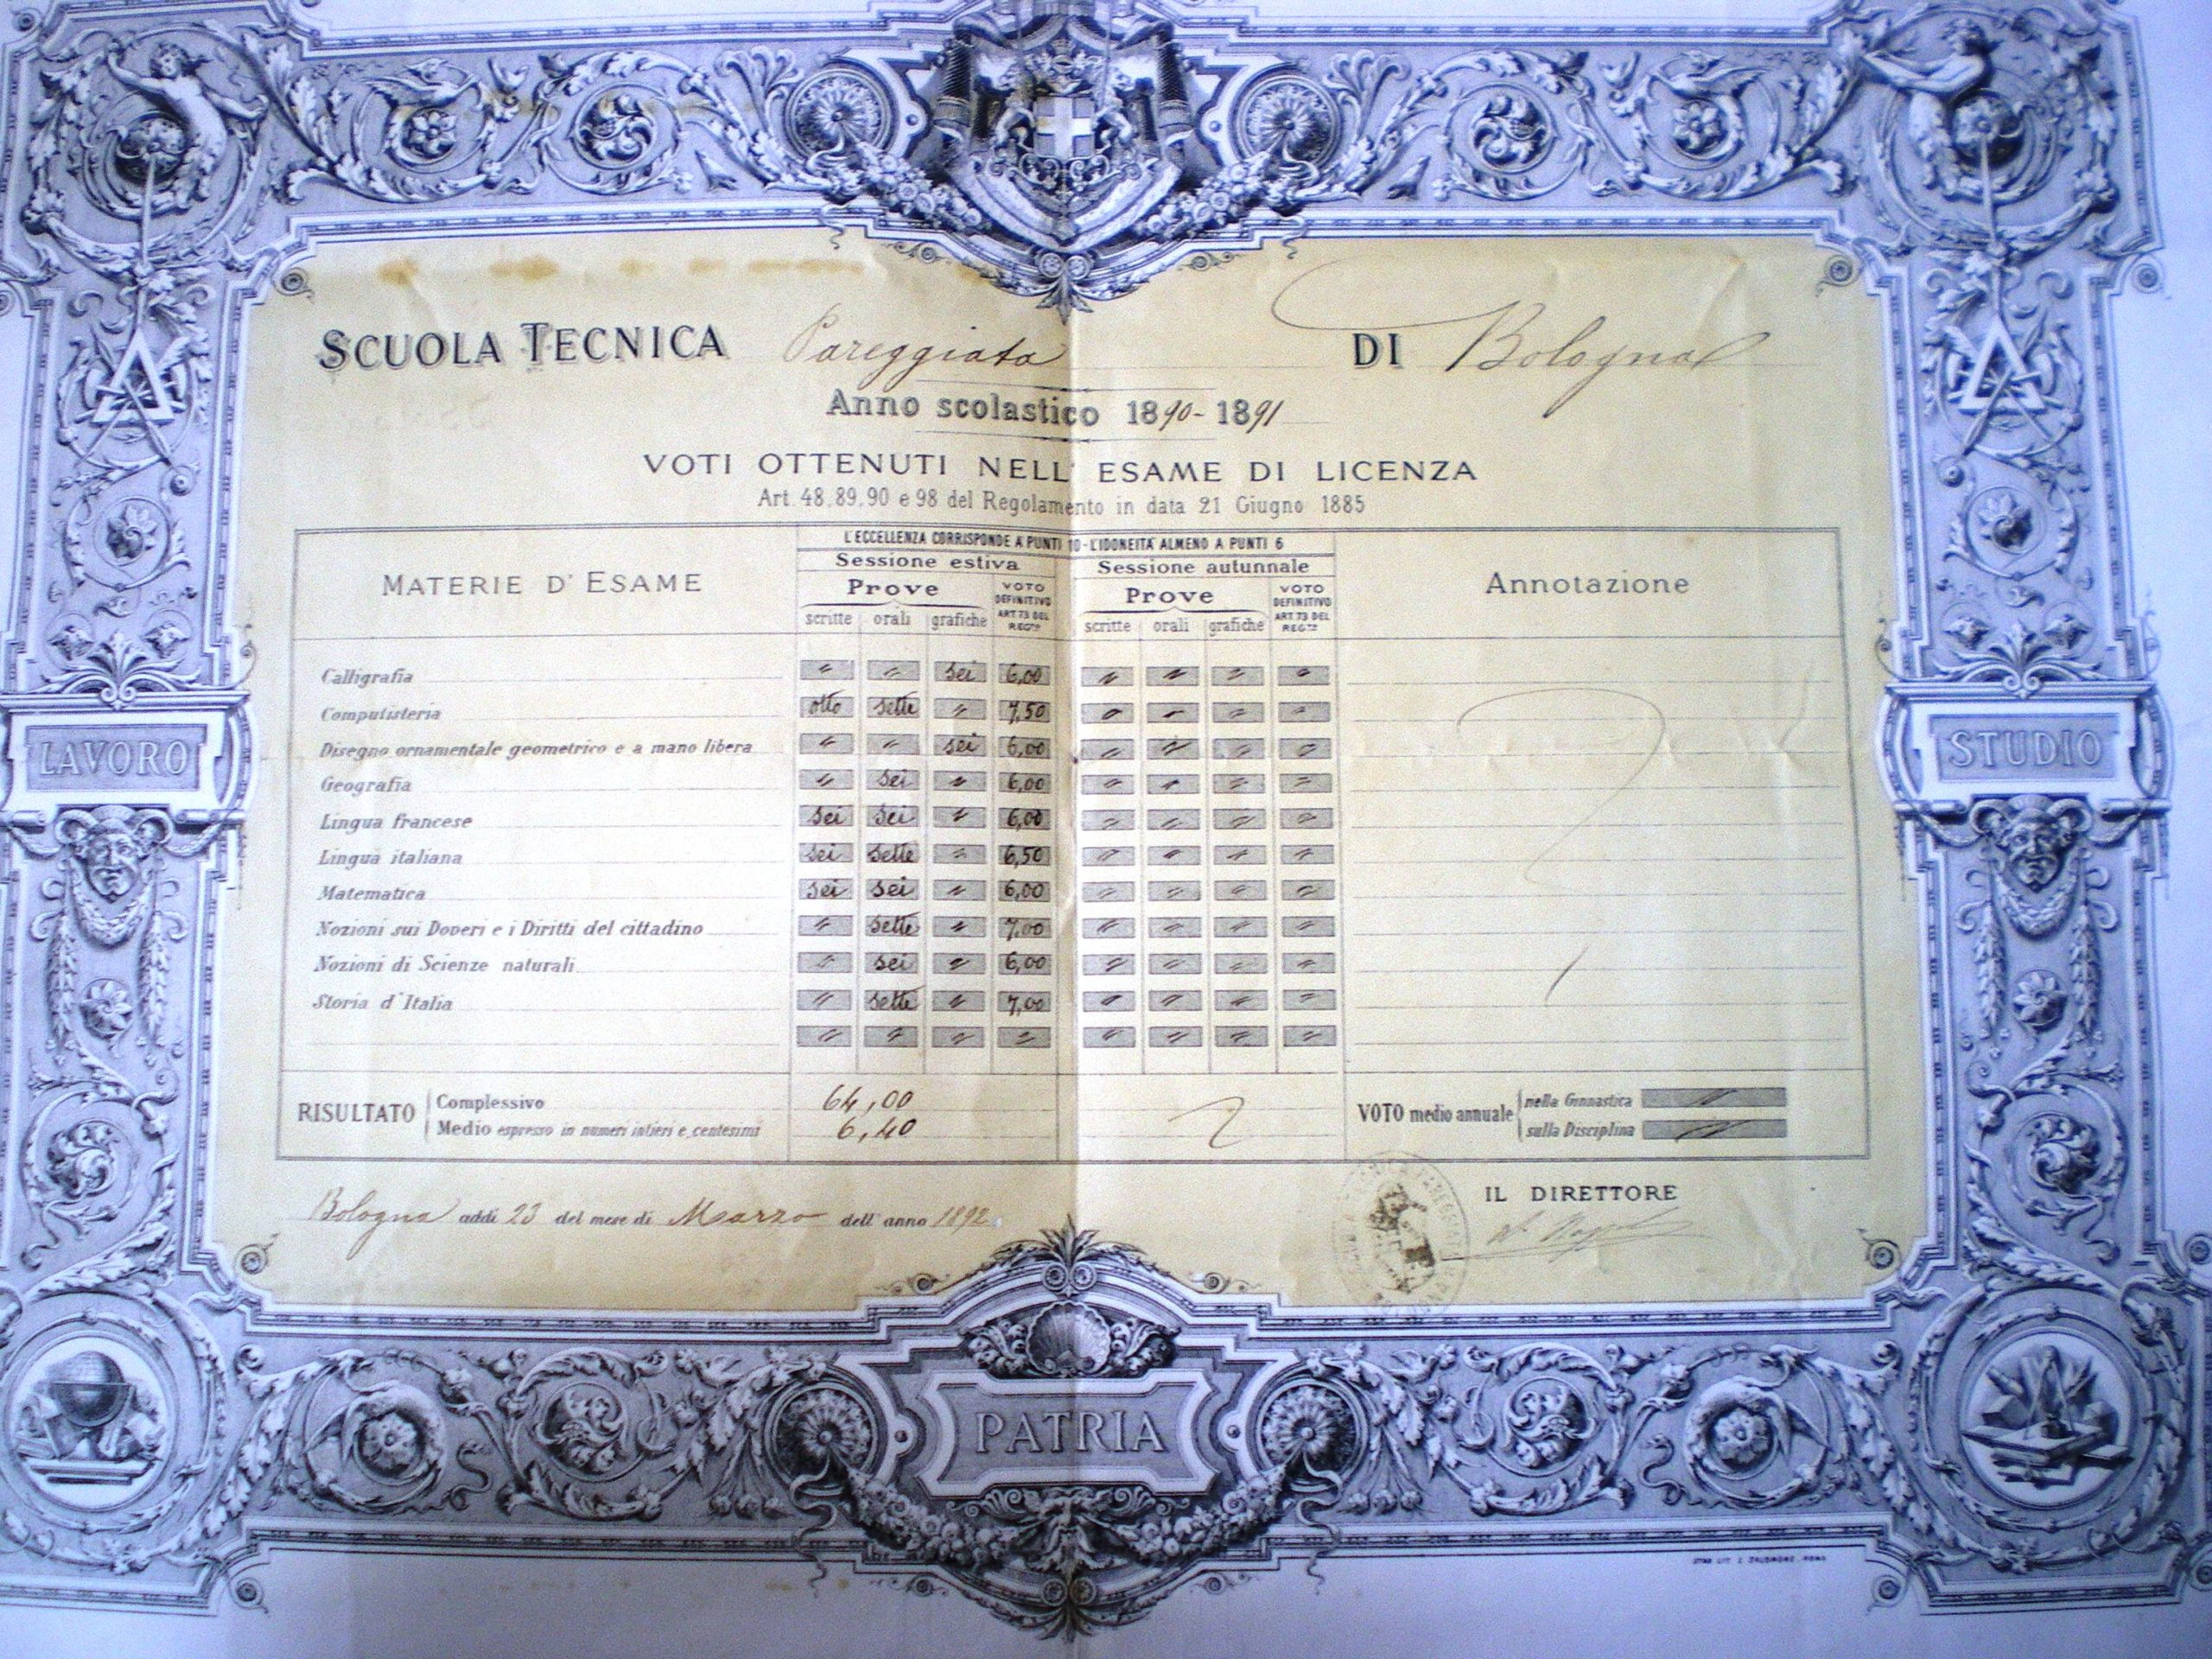 SCUOLA TECNICA Pareggiata DI Bologna
Anno scolastico 1890-1891
VOTI OTTENUTI NELL' ESAME DI LICENZA
Art. 48.89.90 e 98 del Regolamento in data 21 Giugno 1885
L'ECCELLENZA CORRISPONDE A PUNTI 10 - L'IDONEITA ALMENO A PUNTI 6
MATERIE D' ESAME Sessione estiva Sessione autunnale Annotazione
Prove VOTO DEFINITIVO ART.73 DEL REG.to Prove VOTO DEFINITIVO ART.73 DEL REG.to
scritte orali grafiche scritte orali grafiche
Calligrafia " " sei 6,00 " " " "
Computisteria otto sette " 7,50 " " " "
Disegno ornamentale geometrico e a mano libera " " sei 6,00 " " " "
Geografia " sei " 6,00 " " " "
Lingua francese sei sei " 6,00 " " " "
Lingua italiana sei sette " 6,50 " " " "
Matematica sei sei " 6,00 " " " "
Nozioni sui Doveri e i Diritti del cittadino " sette " 7,00 " " " "
Nozioni di Scienze naturali " sei " 6,00 " " " "
Storia d'Italia " sette " 7,00 " " " "
" " " " " " " "
RISULTATO Complessivo 64,00
Medio espresso in numeri intieri e centesimi 6,40
VOTO medio annuale nella Ginnastica "
sulla Disciplina "
Bologna addì 23 del mese di Marzo dell' anno 1892
IL DIRETTORE
LAVORO
STUDIO
PATRIA